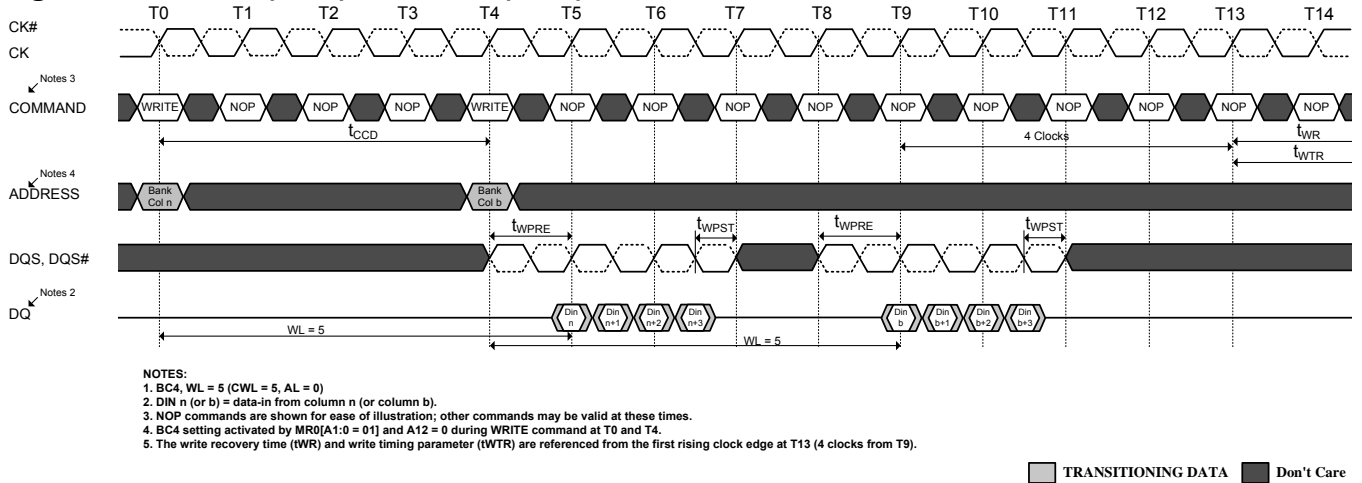 T0 T1 T2 T3 T4 T5 T6 T7 T8 T9 T10 T11 T12 T13 T14
CK#
CK
Notes 3
COMMAND
WRITE NOP NOP NOP WRITE NOP NOP NOP NOP NOP NOP NOP NOP NOP NOP
tCCD
4 Clocks
tWR
tWTR
Notes 4
ADDRESS
Bank Bank
Col n Col b
tWPRE tWPST tWPRE tWPST
DQS, DQS#
Notes 2
DQ
Din Din Din Din Din Din Din Din
n n+1 n+2 n+3 b b+1 b+2 b+3
WL = 5
WL = 5
NOTES:
1. BC4, WL = 5 (CWL = 5, AL = 0)
2. DIN n (or b) = data-in from column n (or column b).
3. NOP commands are shown for ease of illustration; other commands may be valid at these times.
4. BC4 setting activated by MR0[A1:0 = 01] and A12 = 0 during WRITE command at T0 and T4.
5. The write recovery time (tWR) and write timing parameter (tWTR) are referenced from the first rising clock edge at T13 (4 clocks from T9).
TRANSITIONING DATA Don't Care